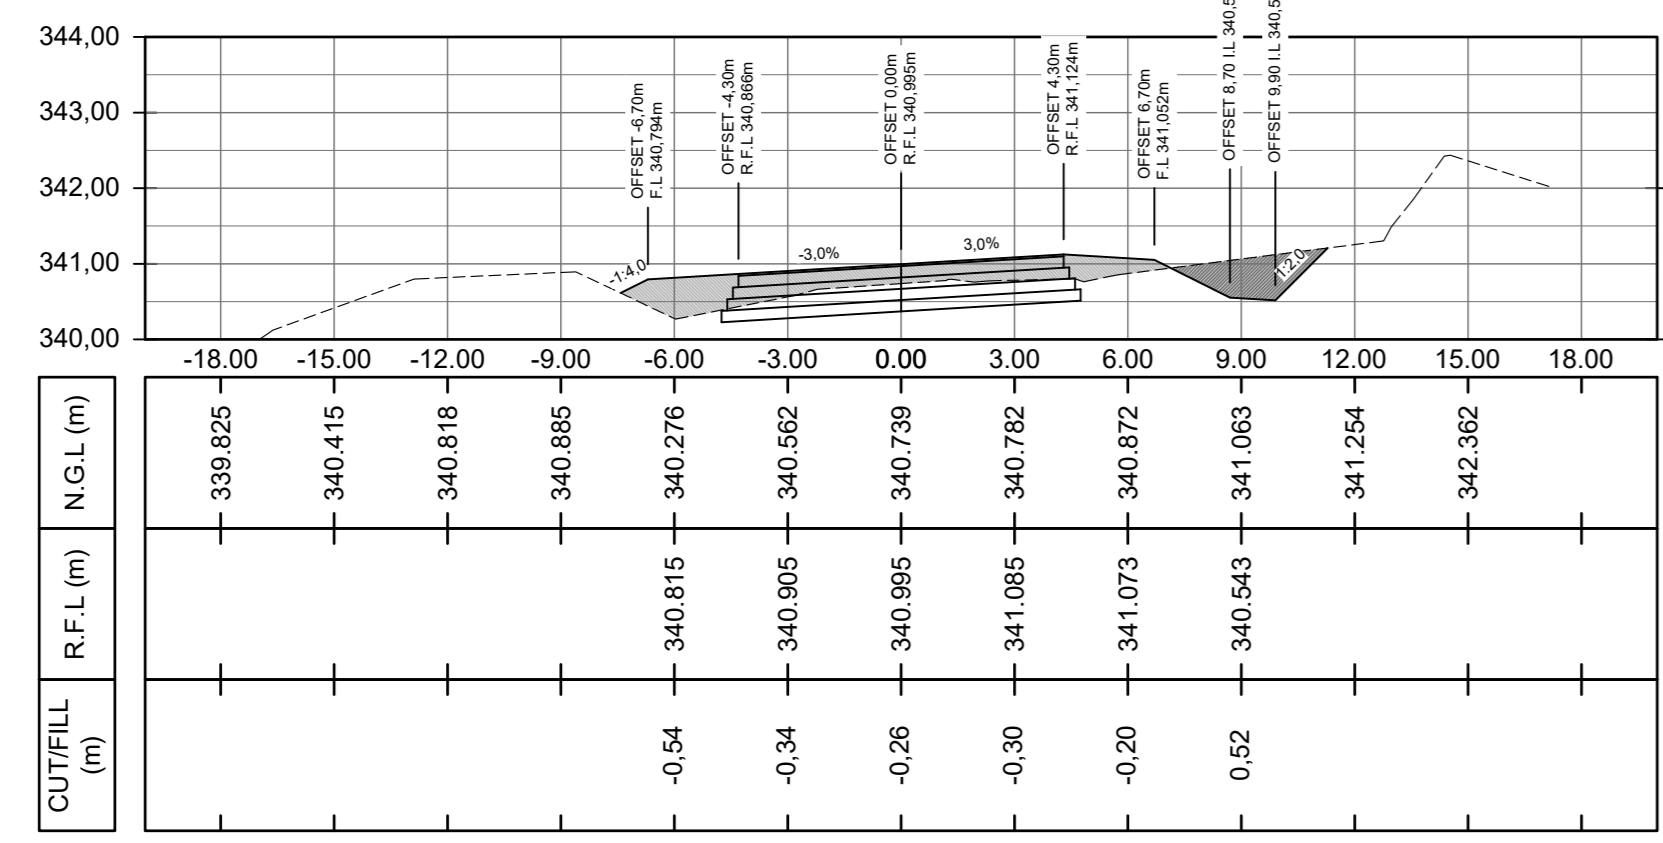 344,00
343,00
342,00
341,00
340,00
OFFSET -6,70m
F.L 340,794m
OFFSET -4,30m
R.F.L 340,866m
OFFSET 0,00m
R.F.L 340,995m
OFFSET 4,30m
R.F.L 341,124m
OFFSET 6,70m
F.L 341,052m
OFFSET 8,70 I.L 340,5
OFFSET 9,90 I.L 340,5
-1:4,0
-3,0%
3,0%
1:2,0
-18.00 -15.00 -12.00 -9.00 -6.00 -3.00 0.00 3.00 6.00 9.00 12.00 15.00 18.00
N.G.L (m)
339.825 340.415 340.818 340.885 340.276 340.562 340.739 340.782 340.872 341.063 341.254 342.362
R.F.L (m)
340.815 340.905 340.995 341.085 341.073 340.543
CUT/FILL
(m)
-0,54 -0,34 -0,26 -0,30 -0,20 0,52